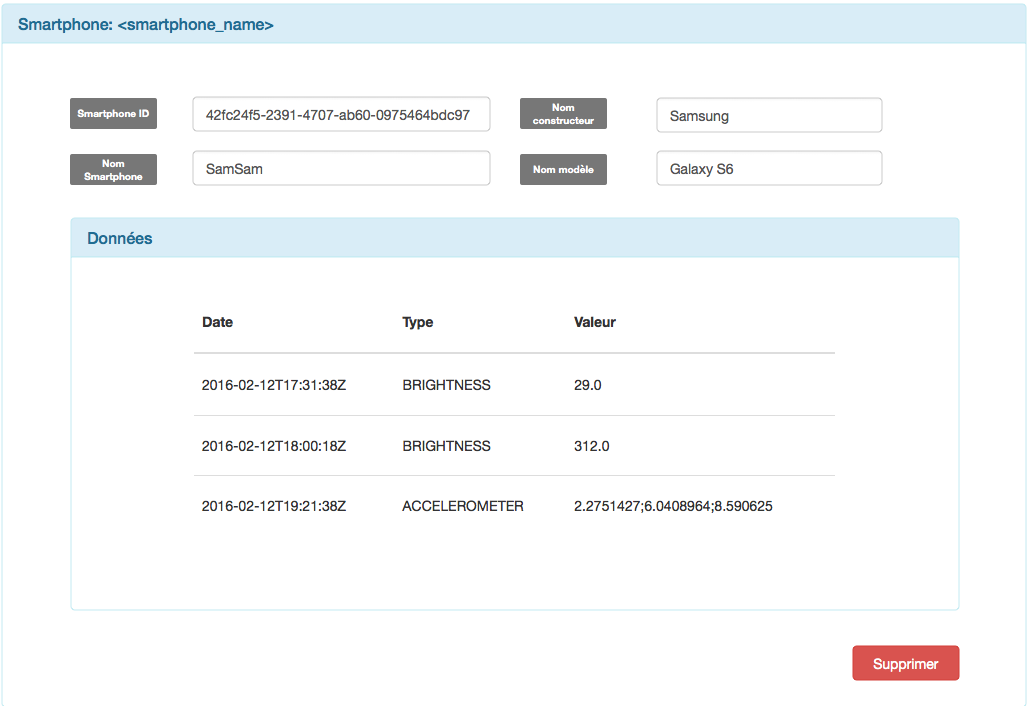 Smartphone: <smartphone_name>
Smartphone ID 42fc24f5-2391-4707-ab60-0975464bdc97 Nom constructeur Samsung
Nom Smartphone SamSam Nom modèle Galaxy S6
Données
Date Type Valeur
2016-02-12T17:31:38Z BRIGHTNESS 29.0
2016-02-12T18:00:18Z BRIGHTNESS 312.0
2016-02-12T19:21:38Z ACCELEROMETER 2.2751427;6.0408964;8.590625
Supprimer